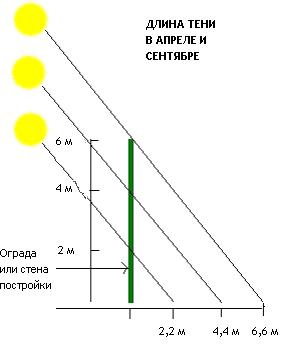 ДЛИНА ТЕНИ
В АПРЕЛЕ И
СЕНТЯБРЕ
6 м
4 м
2 м
Ограда
или стена
постройки
2,2 м
4,4 м
6,6 м